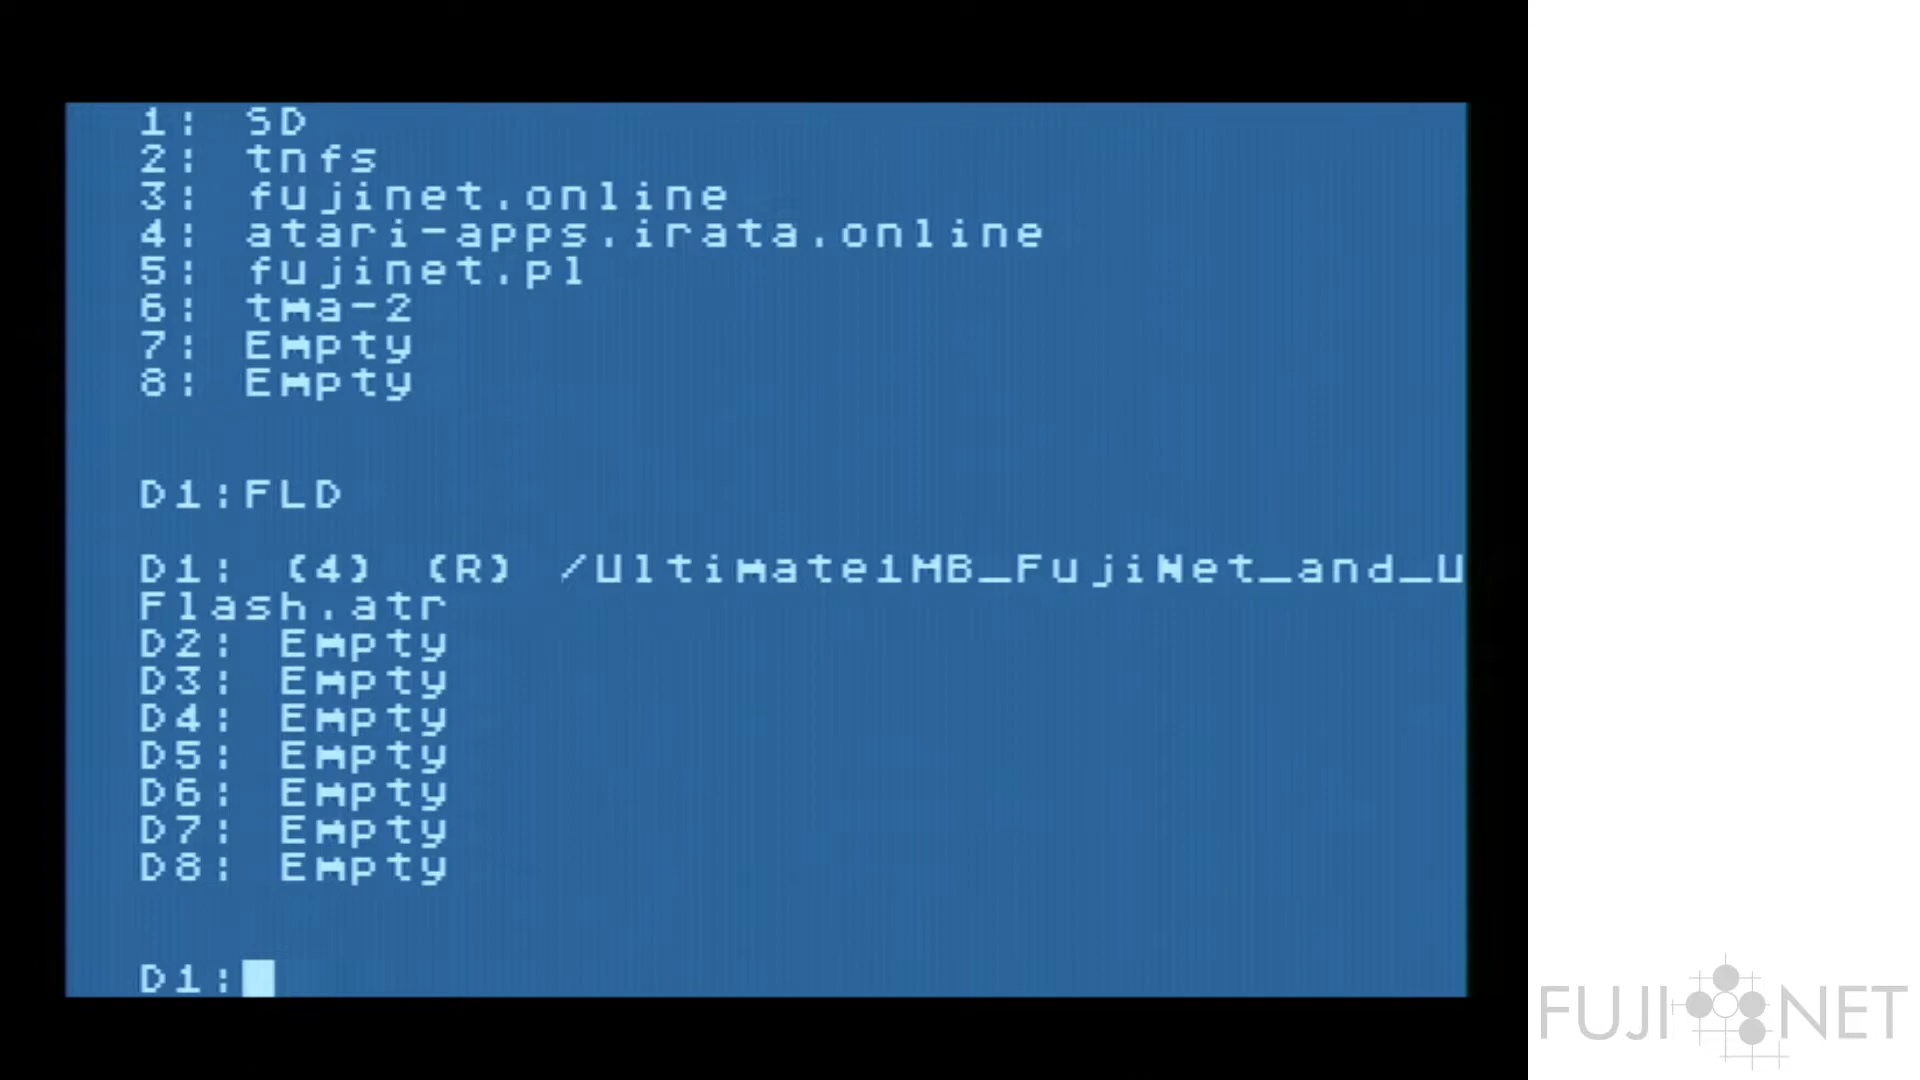 1: SD
2: tnfs
3: fujinet.online
4: atari-apps.irata.online
5: fujinet.pl
6: tma-2
7: Empty
8: Empty
D1:FLD
D1: (4) (R) /Ultimate1MB_FujiNet_and_U
Flash.atr
D2: Empty
D3: Empty
D4: Empty
D5: Empty
D6: Empty
D7: Empty
D8: Empty
D1:
FUJI NET